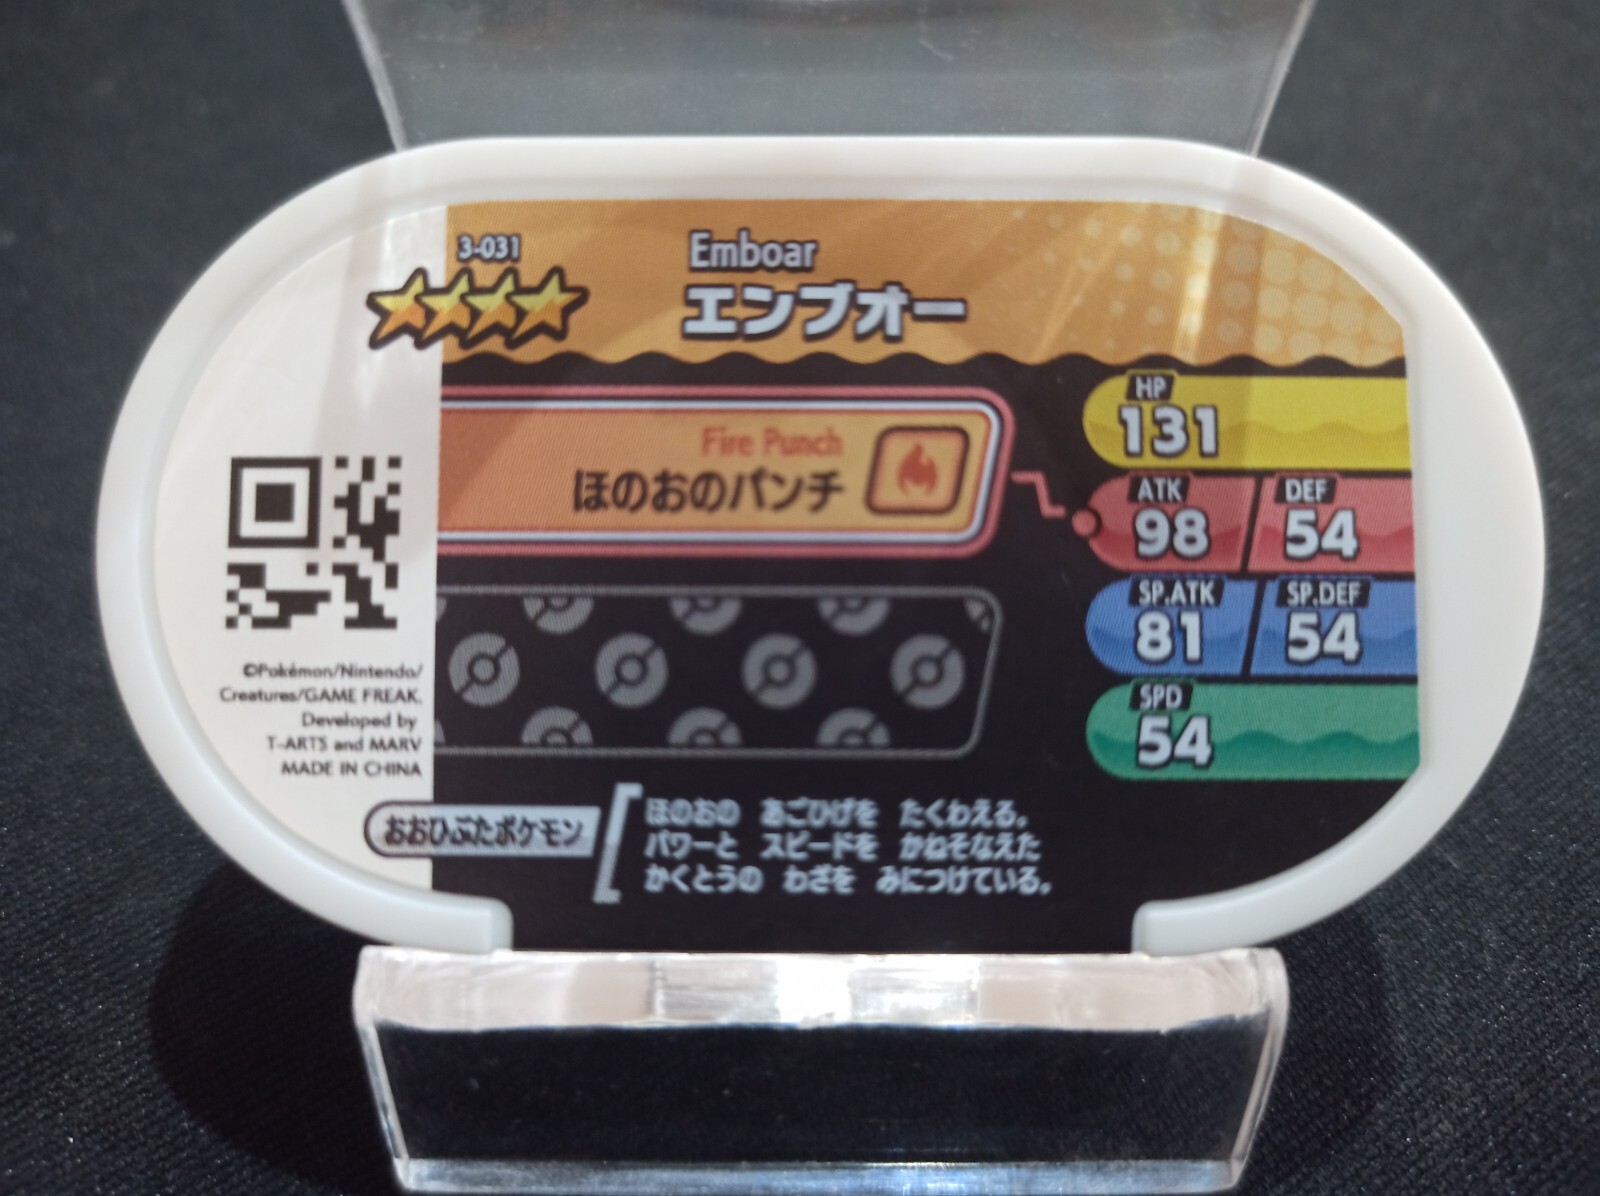 3-031
Emboar
エンブオー
Fire Punch
ほのおのパンチ
HP
131
ATK
98
DEF
54
SP.ATK
81
SP.DEF
54
SPD
54
©Pokémon/Nintendo/
Creatures/GAME FREAK.
Developed by
T-ARTS and MARV
MADE IN CHINA
おおひぶたポケモン
ほのおの あごひげを たくわえる。
パワーと スピードを かねそなえた
かくとうの わざを みにつけている。